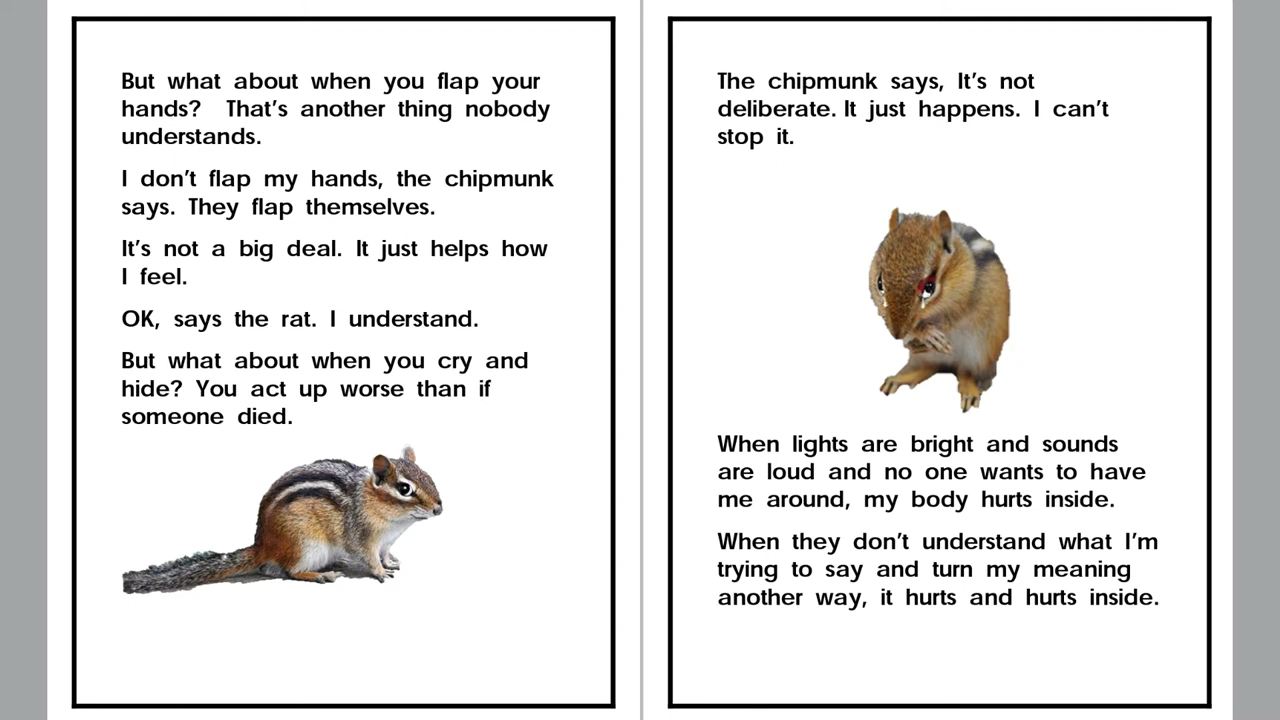 But what about when you flap your
hands? That's another thing nobody
understands.
I don't flap my hands, the chipmunk
says. They flap themselves.
It's not a big deal. It just helps how
I feel.
OK, says the rat. I understand.
But what about when you cry and
hide? You act up worse than if
someone died.
The chipmunk says, It's not
deliberate. It just happens. I can't
stop it.
When lights are bright and sounds
are loud and no one wants to have
me around, my body hurts inside.
When they don't understand what I'm
trying to say and turn my meaning
another way, it hurts and hurts inside.